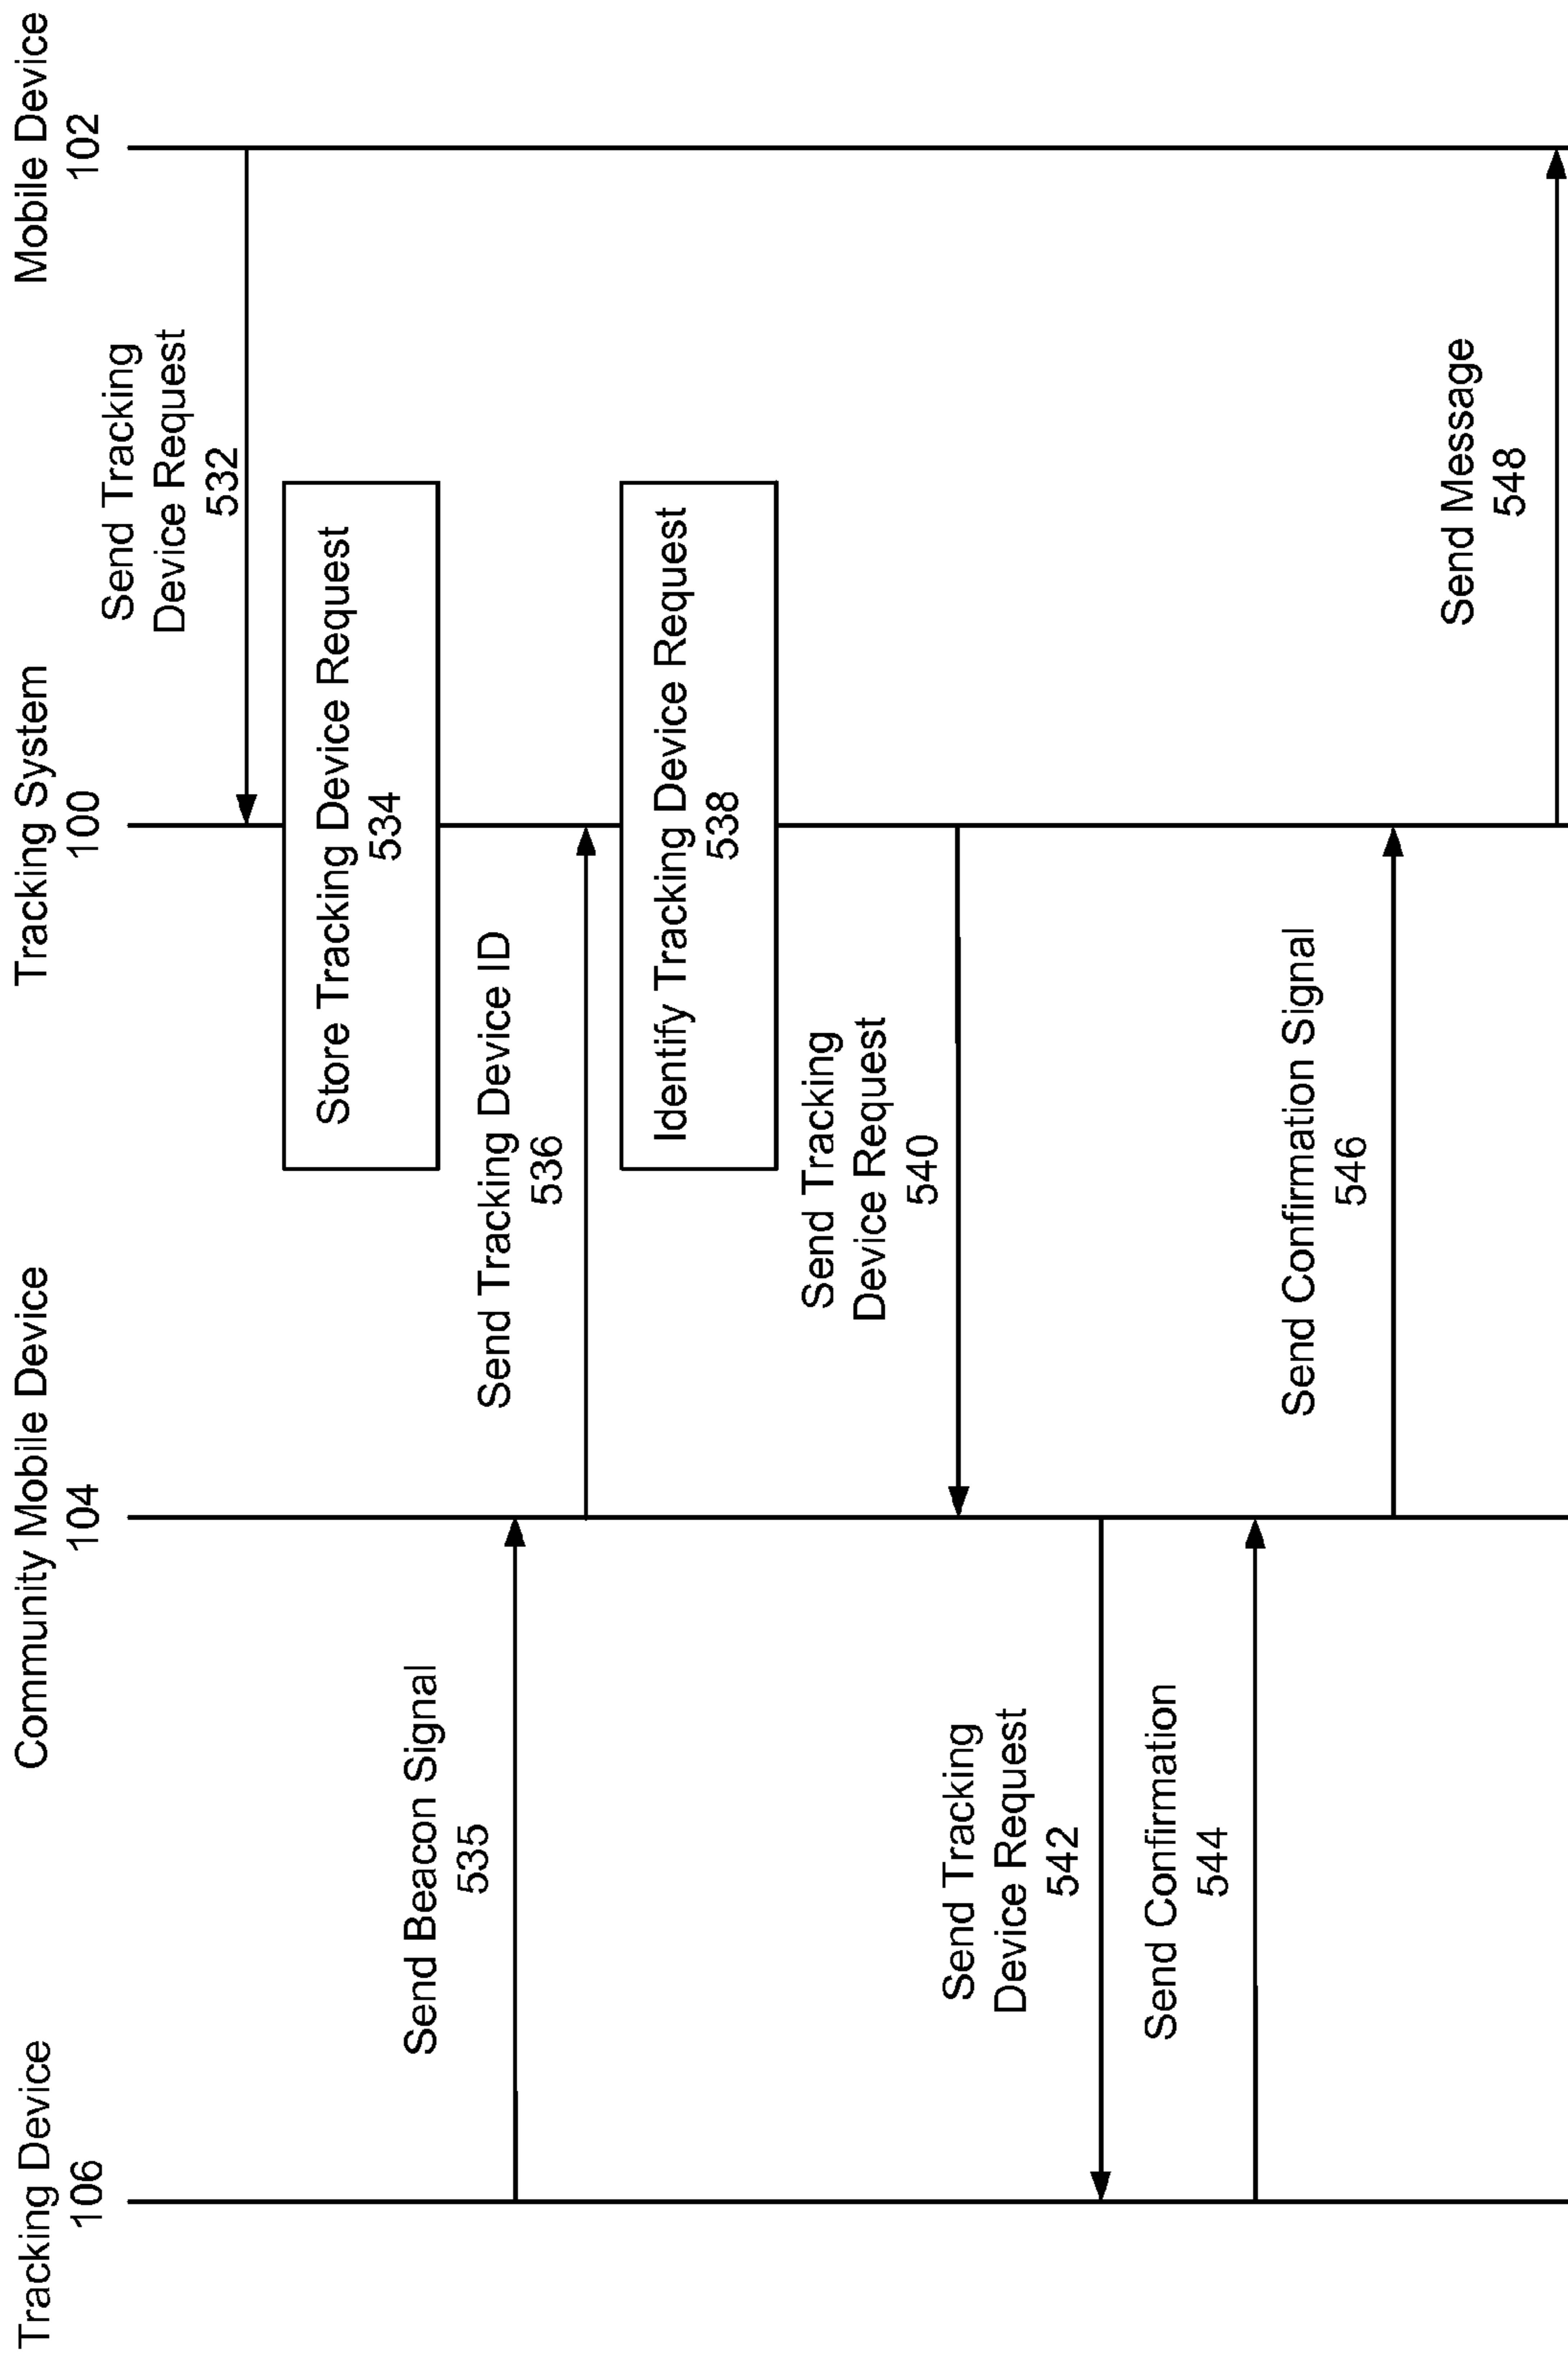 Tracking Device
106
Community Mobile Device
104
Tracking System
100
Mobile Device
102
Send Tracking
Device Request
532
Store Tracking Device Request
534
Send Beacon Signal
535
Send Tracking Device ID
536
Identify Tracking Device Request
538
Send Tracking
Device Request
540
Send Tracking
Device Request
542
Send Confirmation
544
Send Confirmation Signal
546
Send Message
548